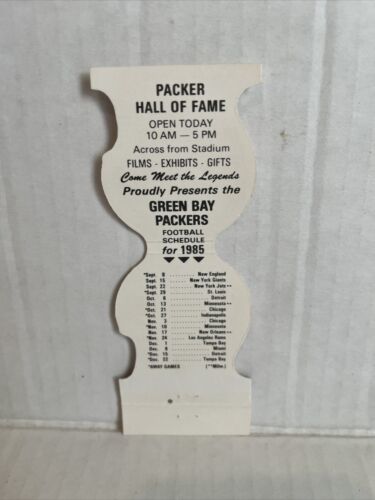 PACKER
HALL OF FAME
OPEN TODAY
10 AM — 5 PM
Across from Stadium
FILMS - EXHIBITS - GIFTS
Come Meet the Legends
Proudly Presents the
GREEN BAY
PACKERS
FOOTBALL
SCHEDULE
for 1985
*Sept. 8 .......... New England
Sept. 15 .......... New York Giants
Sept. 22 .......... New York Jets**
*Sept. 29 .......... St. Louis
Oct. 6 .......... Detroit
Oct. 13 .......... Minnesota**
*Oct. 21 .......... Chicago
*Oct. 27 .......... Indianapolis
Nov. 3 .......... Chicago
*Nov. 10 .......... Minnesota
Nov. 17 .......... New Orleans**
*Nov. 24 .......... Los Angeles Rams
Dec. 1 .......... Tampa Bay
Dec. 8 .......... Miami
*Dec. 15 .......... Detroit
*Dec. 22 .......... Tampa Bay
*AWAY GAMES (**Milw.)